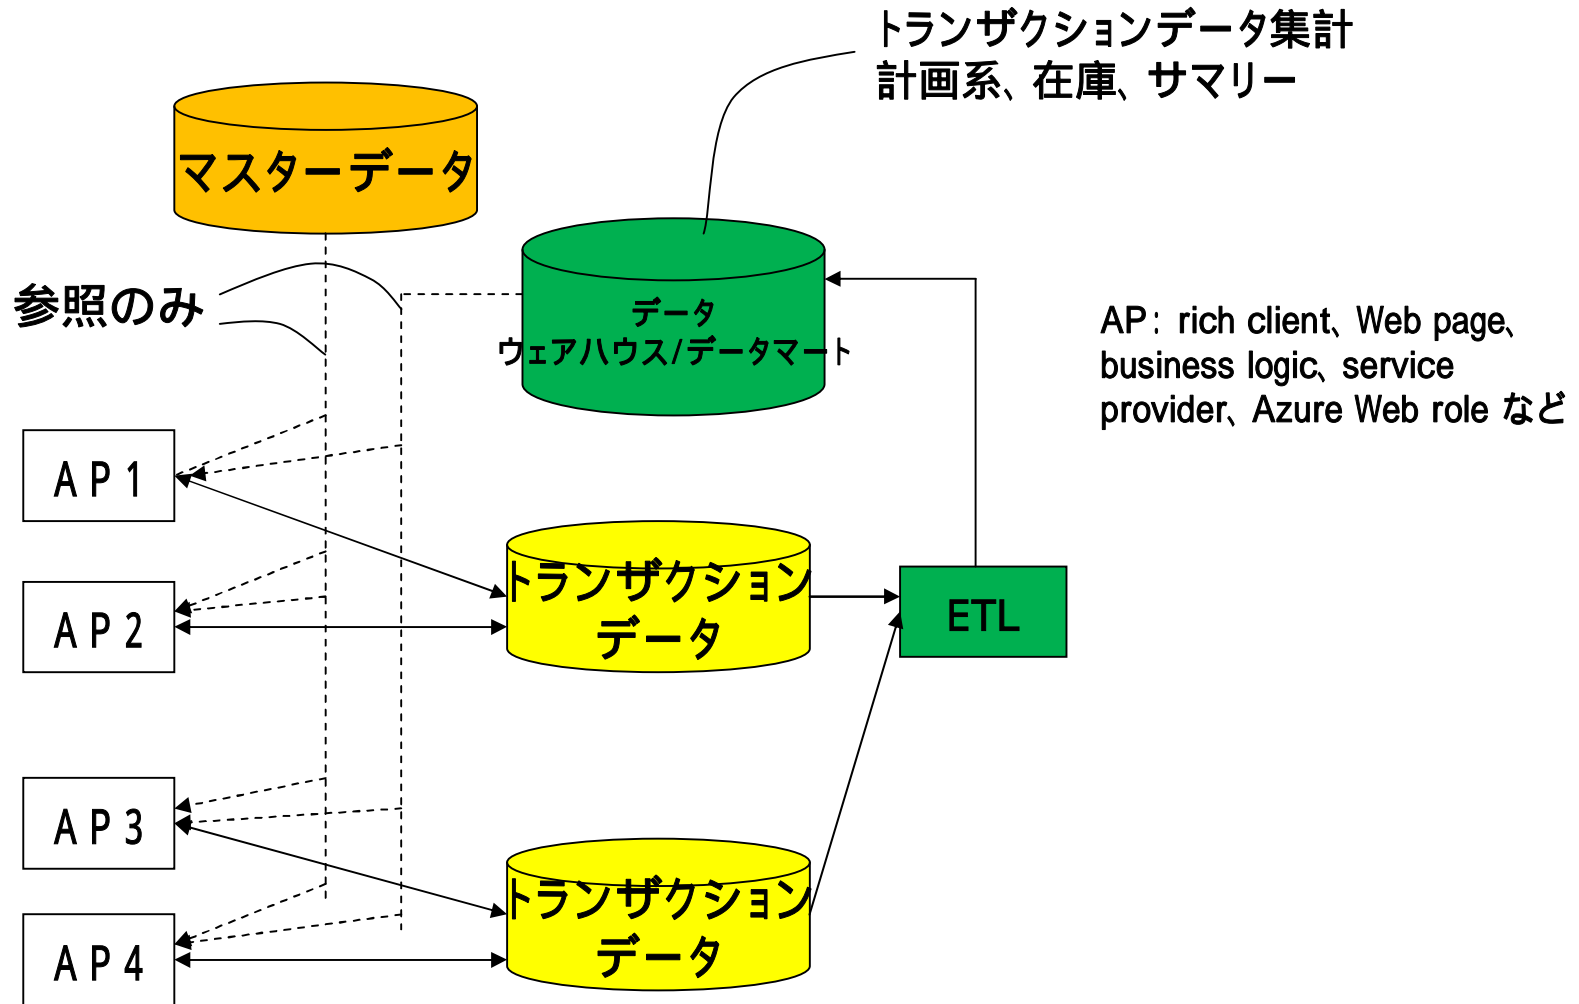 トランザクションデータ集計
計画系、在庫、サマリー
マスターデータ
参照のみ
データ
ウェアハウス/データマート
AP: rich client、Web page、
business logic、service
provider、Azure Web role など
AP1
トランザクション
データ
ETL
AP2
AP3
トランザクション
データ
AP4